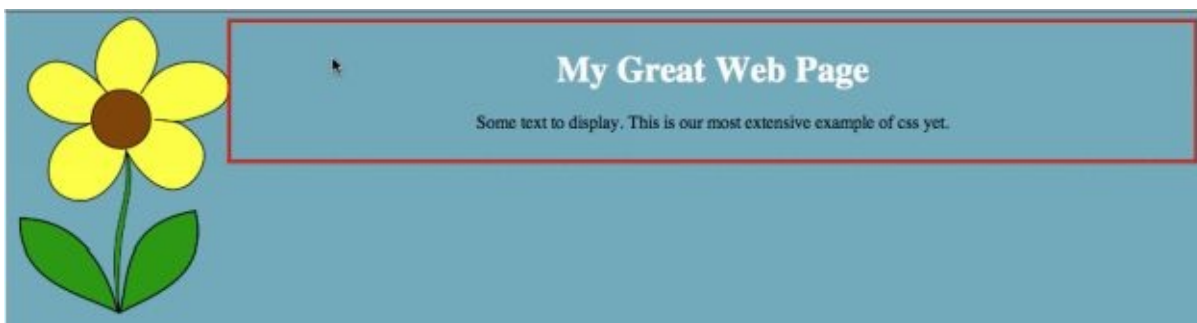 My Great Web Page
Some text to display. This is our most extensive example of css yet.